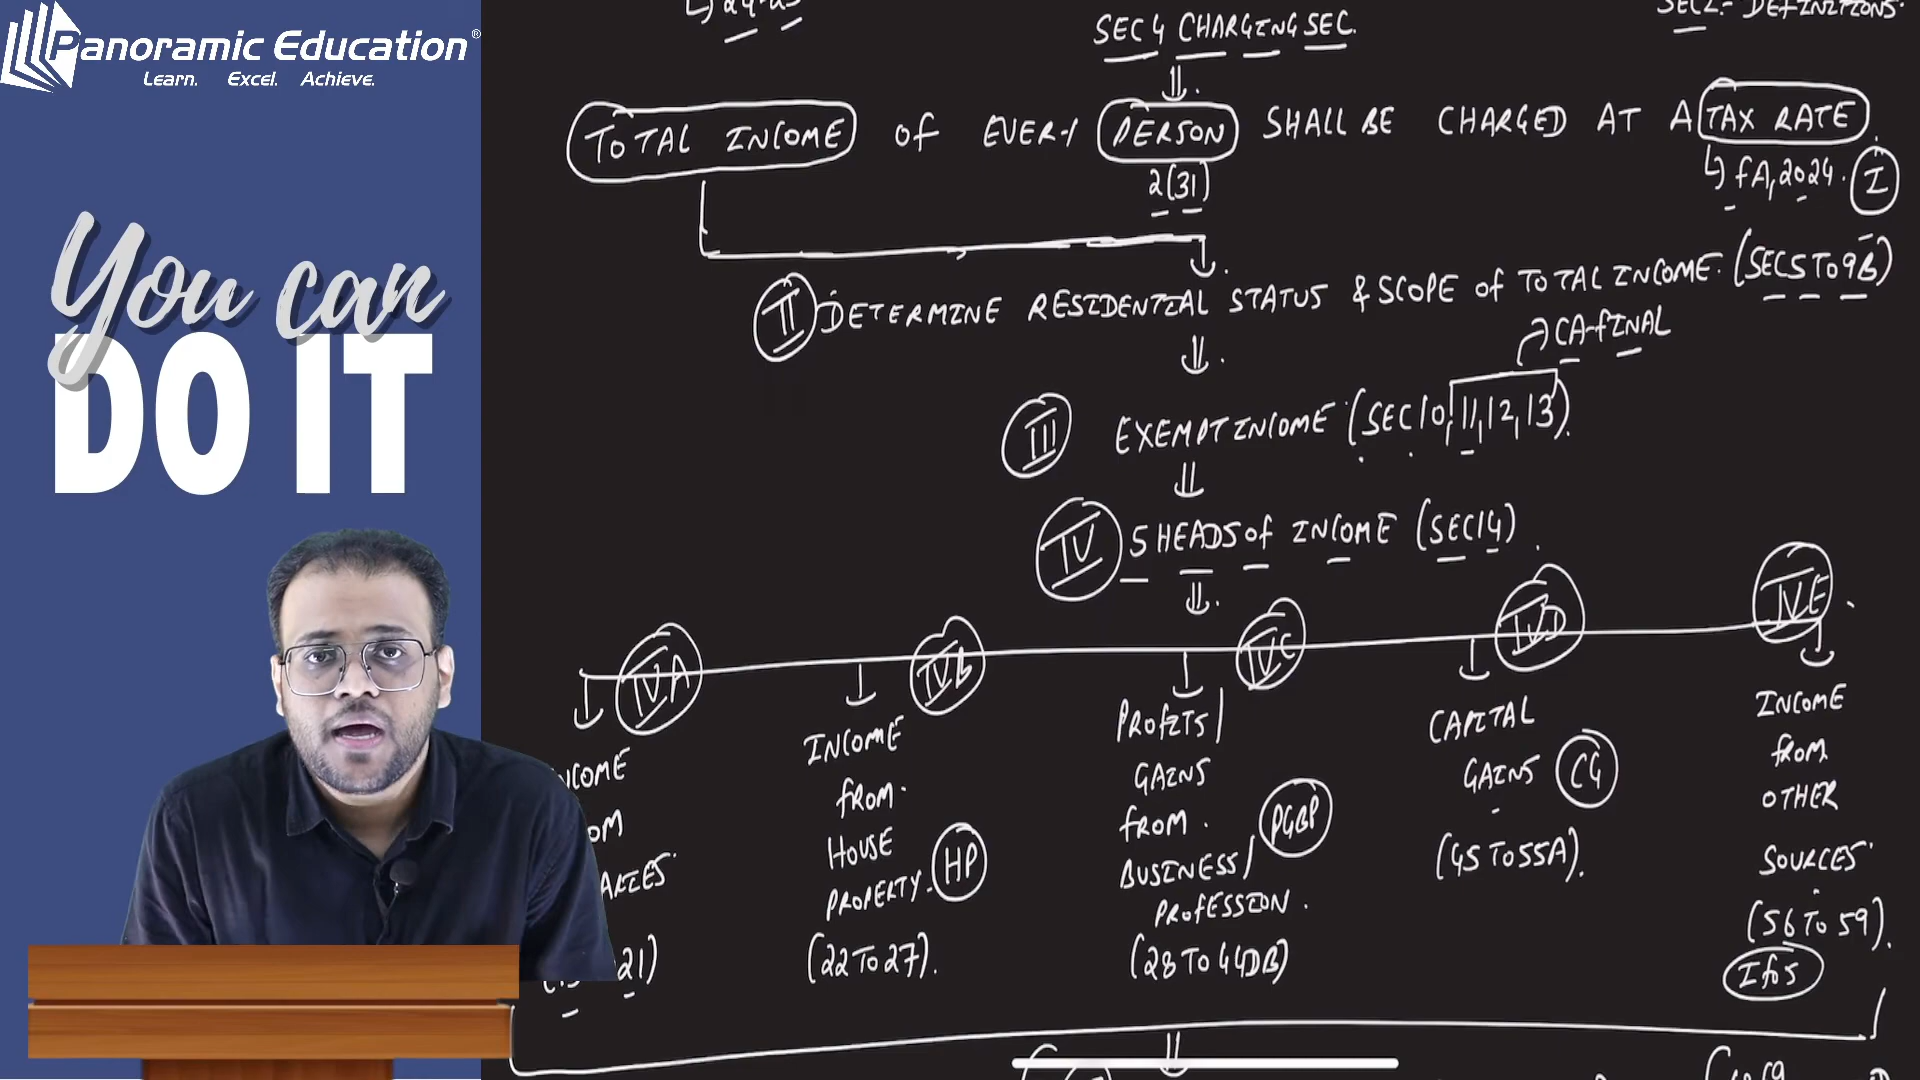 Panoramic Education®
Learn. Excel. Achieve.
You can
DO IT
SEC 4 CHARGING SEC.
SEC 2 - DEFINITIONS.
TOTAL INCOME of EVERY PERSON SHALL BE CHARGED AT A TAX RATE.
2(31)
fA, 2024. I
II DETERMINE RESIDENTIAL STATUS & SCOPE of TOTAL INCOME. (SEC 5 TO 9B)
CA-fINAL
III EXEMPT INCOME (SEC 10, 11, 12, 13).
IV 5 HEADS of INCOME (SEC 14).
IVA IVB IVC IVD IVE
NCOME
OM
ARIES
21)
INCOME
fROM
HOUSE
PROPERTY. HP
(22 TO 27).
PROfITS/
GAINS
fROM
BUSINESS/ PGBP
PROfESSION.
(28 TO 44DB)
CAPITAL
GAINS CG
(45 TO 55A).
INCOME
fROM
OTHER
SOURCES
(56 TO 59).
IfOS